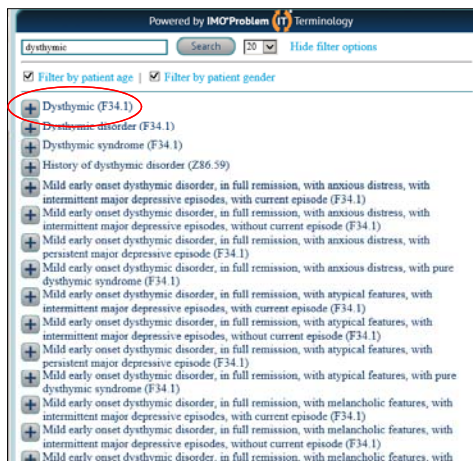 Powered by IMO®Problem (IT) Terminology
dysthymic Search 20 Hide filter options
Filter by patient age | Filter by patient gender
Dysthymic (F34.1)
Dysthymic disorder (F34.1)
Dysthymic syndrome (F34.1)
History of dysthymic disorder (Z86.59)
Mild early onset dysthymic disorder, in full remission, with anxious distress, with
intermittent major depressive episodes, with current episode (F34.1)
Mild early onset dysthymic disorder, in full remission, with anxious distress, with
intermittent major depressive episodes, without current episode (F34.1)
Mild early onset dysthymic disorder, in full remission, with anxious distress, with
persistent major depressive episode (F34.1)
Mild early onset dysthymic disorder, in full remission, with anxious distress, with pure
dysthymic syndrome (F34.1)
Mild early onset dysthymic disorder, in full remission, with atypical features, with
intermittent major depressive episodes, with current episode (F34.1)
Mild early onset dysthymic disorder, in full remission, with atypical features, with
intermittent major depressive episodes, without current episode (F34.1)
Mild early onset dysthymic disorder, in full remission, with atypical features, with
persistent major depressive episode (F34.1)
Mild early onset dysthymic disorder, in full remission, with atypical features, with pure
dysthymic syndrome (F34.1)
Mild early onset dysthymic disorder, in full remission, with melancholic features, with
intermittent major depressive episodes, with current episode (F34.1)
Mild early onset dysthymic disorder, in full remission, with melancholic features, with
intermittent major depressive episodes, without current episode (F34.1)
Mild early onset dysthymic disorder, in full remission, with melancholic features, with